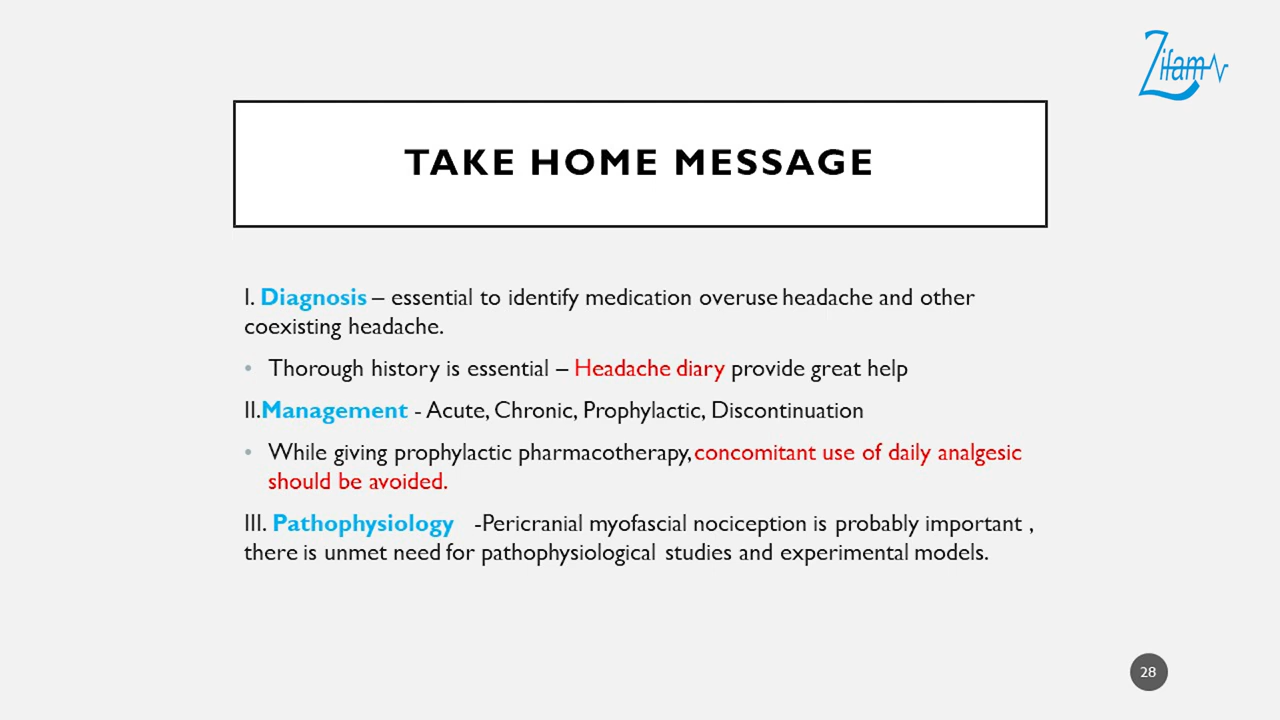 Zifam
TAKE HOME MESSAGE
I. Diagnosis – essential to identify medication overuse headache and other
coexisting headache.
• Thorough history is essential – Headache diary provide great help
II.Management - Acute, Chronic, Prophylactic, Discontinuation
• While giving prophylactic pharmacotherapy, concomitant use of daily analgesic
should be avoided.
III. Pathophysiology -Pericranial myofascial nociception is probably important ,
there is unmet need for pathophysiological studies and experimental models.
28